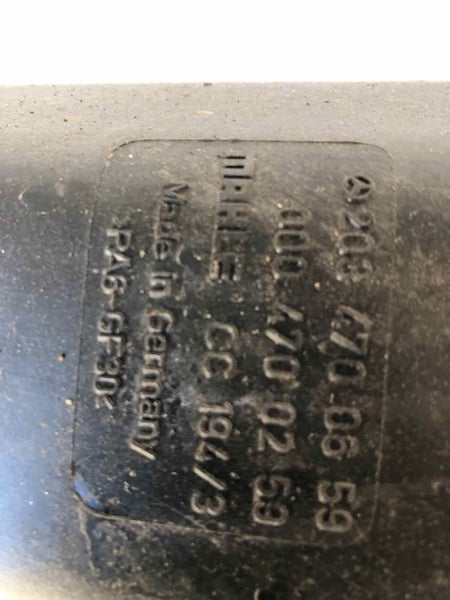 203 470 06 59
000 470 02 59
MAHLE CC 194/3
Made in Germany
>PA6-GF30<